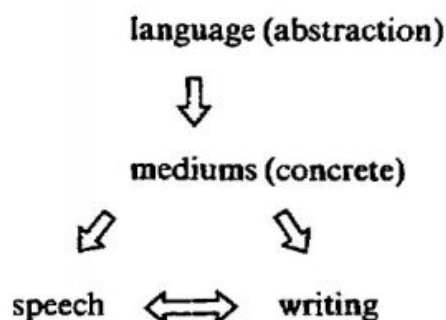 language (abstraction)
mediums (concrete)
speech writing